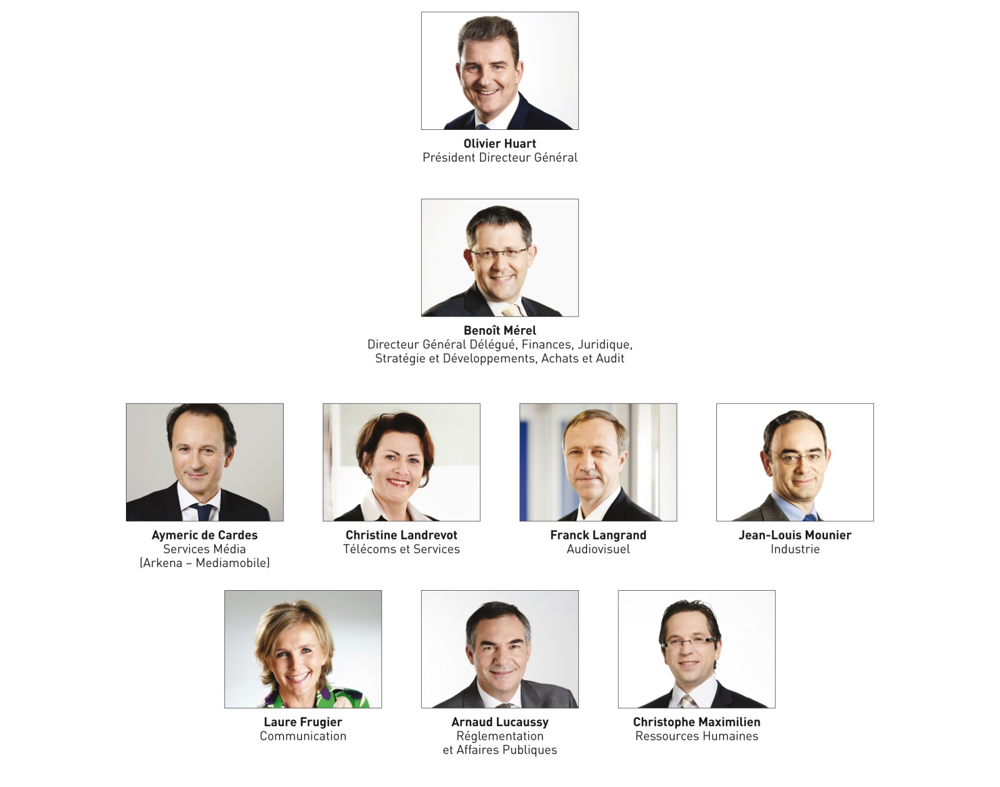 Olivier Huart
Président Directeur Général
Benoît Mérel
Directeur Général Délégué, Finances, Juridique,
Stratégie et Développements, Achats et Audit
Aymeric de Cardes
Services Média
(Arkena – Mediamobile)
Christine Landrevot
Télécoms et Services
Franck Langrand
Audiovisuel
Jean-Louis Mounier
Industrie
Laure Frugier
Communication
Arnaud Lucaussy
Réglementation
et Affaires Publiques
Christophe Maximilien
Ressources Humaines